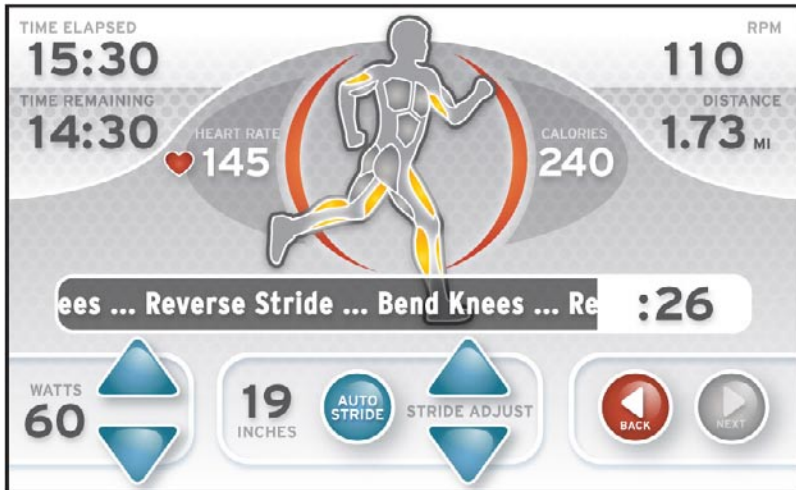 TIME ELAPSED
15:30
TIME REMAINING
14:30
HEART RATE
145
CALORIES
240
RPM
110
DISTANCE
1.73 MI
ees ... Reverse Stride ... Bend Knees ... Re
:26
WATTS
60
19
INCHES
AUTO
STRIDE
STRIDE ADJUST
BACK
NEXT